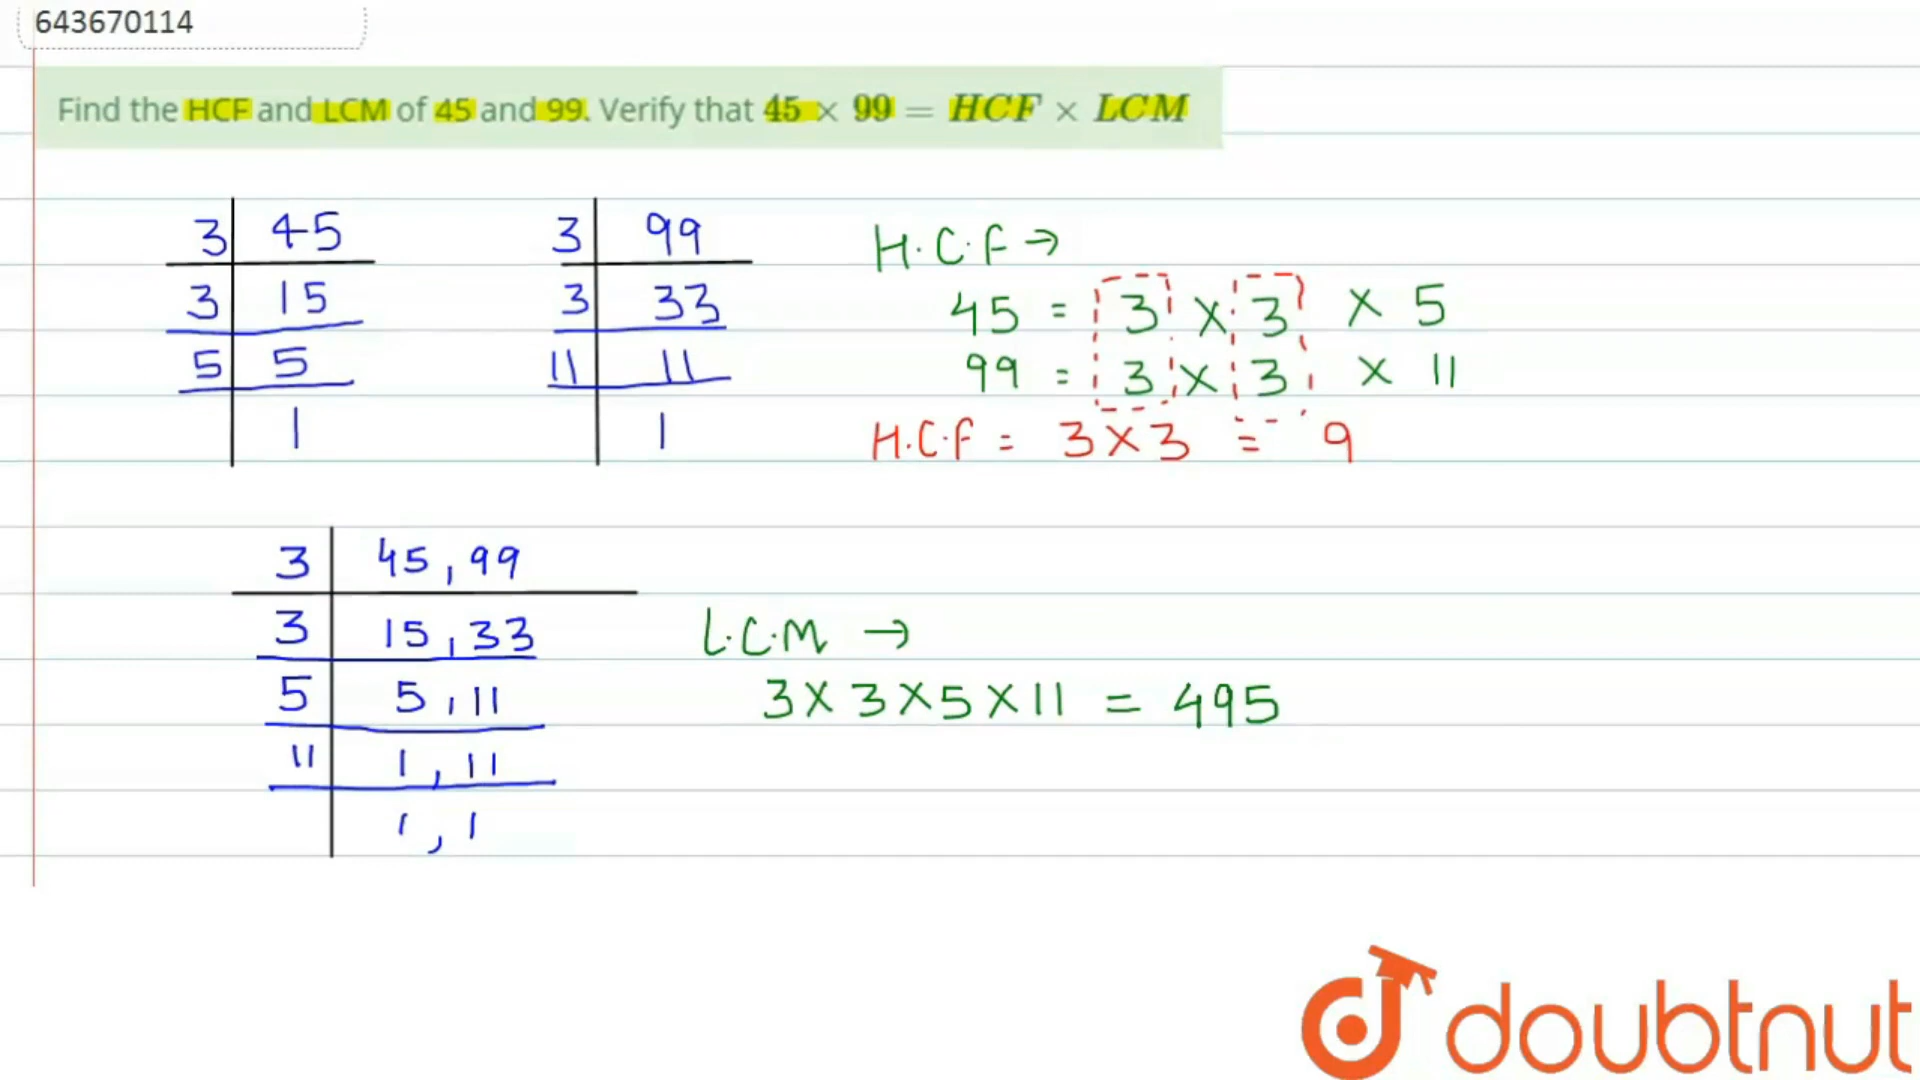 643670114
Find the HCF and LCM of 45 and 99. Verify that 45 × 99 = HCF × LCM
3 45
3 15
5 5
1
3 99
3 33
11 11
1
H.C.F →
45 = 3 × 3 × 5
99 = 3 × 3 × 11
H.C.F = 3 × 3 = 9
3 45, 99
3 15, 33
5 5, 11
11 1, 11
1, 1
L.C.M →
3 × 3 × 5 × 11 = 495
doubtnut